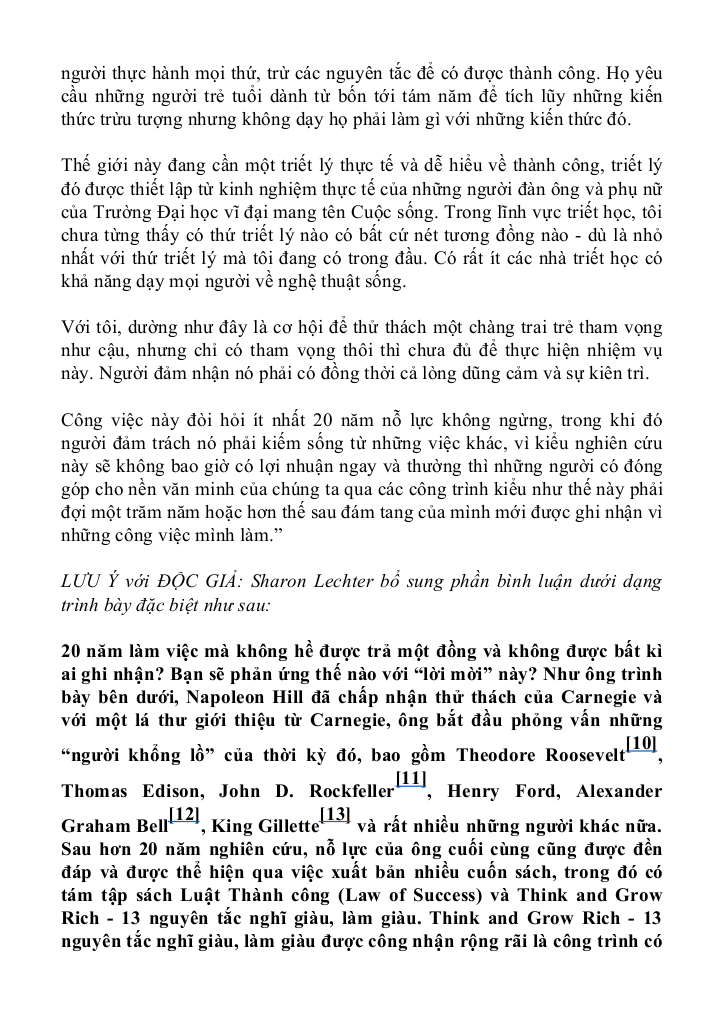 người thực hành mọi thứ, trừ các nguyên tắc để có được thành công. Họ yêu
cầu những người trẻ tuổi dành từ bốn tới tám năm để tích lũy những kiến
thức trừu tượng nhưng không dạy họ phải làm gì với những kiến thức đó.
Thế giới này đang cần một triết lý thực tế và dễ hiểu về thành công, triết lý
đó được thiết lập từ kinh nghiệm thực tế của những người đàn ông và phụ nữ
của Trường Đại học vĩ đại mang tên Cuộc sống. Trong lĩnh vực triết học, tôi
chưa từng thấy có thứ triết lý nào có bất cứ nét tương đồng nào - dù là nhỏ
nhất với thứ triết lý mà tôi đang có trong đầu. Có rất ít các nhà triết học có
khả năng dạy mọi người về nghệ thuật sống.
Với tôi, dường như đây là cơ hội để thử thách một chàng trai trẻ tham vọng
như cậu, nhưng chỉ có tham vọng thôi thì chưa đủ để thực hiện nhiệm vụ
này. Người đảm nhận nó phải có đồng thời cả lòng dũng cảm và sự kiên trì.
Công việc này đòi hỏi ít nhất 20 năm nỗ lực không ngừng, trong khi đó
người đảm trách nó phải kiếm sống từ những việc khác, vì kiểu nghiên cứu
này sẽ không bao giờ có lợi nhuận ngay và thường thì những người có đóng
góp cho nền văn minh của chúng ta qua các công trình kiểu như thế này phải
đợi một trăm năm hoặc hơn thế sau đám tang của mình mới được ghi nhận vì
những công việc mình làm.”
LƯU Ý với ĐỘC GIẢ: Sharon Lechter bổ sung phần bình luận dưới dạng
trình bày đặc biệt như sau:
20 năm làm việc mà không hề được trả một đồng và không được bất kì
ai ghi nhận? Bạn sẽ phản ứng thế nào với “lời mời” này? Như ông trình
bày bên dưới, Napoleon Hill đã chấp nhận thử thách của Carnegie và
với một lá thư giới thiệu từ Carnegie, ông bắt đầu phỏng vấn những
“người khổng lồ” của thời kỳ đó, bao gồm Theodore Roosevelt[10],
Thomas Edison, John D. Rockfeller[11], Henry Ford, Alexander
Graham Bell[12], King Gillette[13] và rất nhiều những người khác nữa.
Sau hơn 20 năm nghiên cứu, nỗ lực của ông cuối cùng cũng được đền
đáp và được thể hiện qua việc xuất bản nhiều cuốn sách, trong đó có
tám tập sách Luật Thành công (Law of Success) và Think and Grow
Rich - 13 nguyên tắc nghĩ giàu, làm giàu. Think and Grow Rich - 13
nguyên tắc nghĩ giàu, làm giàu được công nhận rộng rãi là công trình có